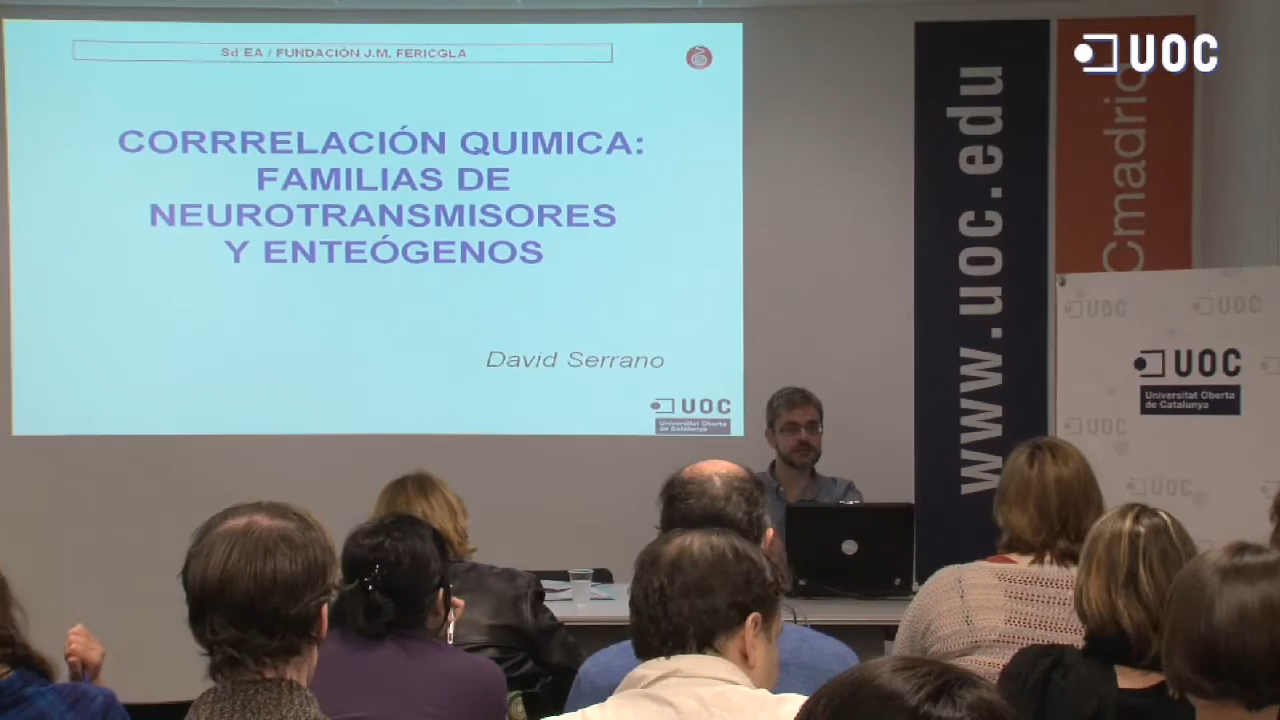 Sd´EA / FUNDACIÓN J.M. FERICGLA
CORRRELACIÓN QUIMICA:
FAMILIAS DE
NEUROTRANSMISORES
Y ENTEÓGENOS
David Serrano
UOC
Universitat Oberta
de Catalunya
www.uoc.edu
Cmadrid
UOC
UOC
UOC
UOC
Universitat Oberta
de Catalunya
UOC
UOC